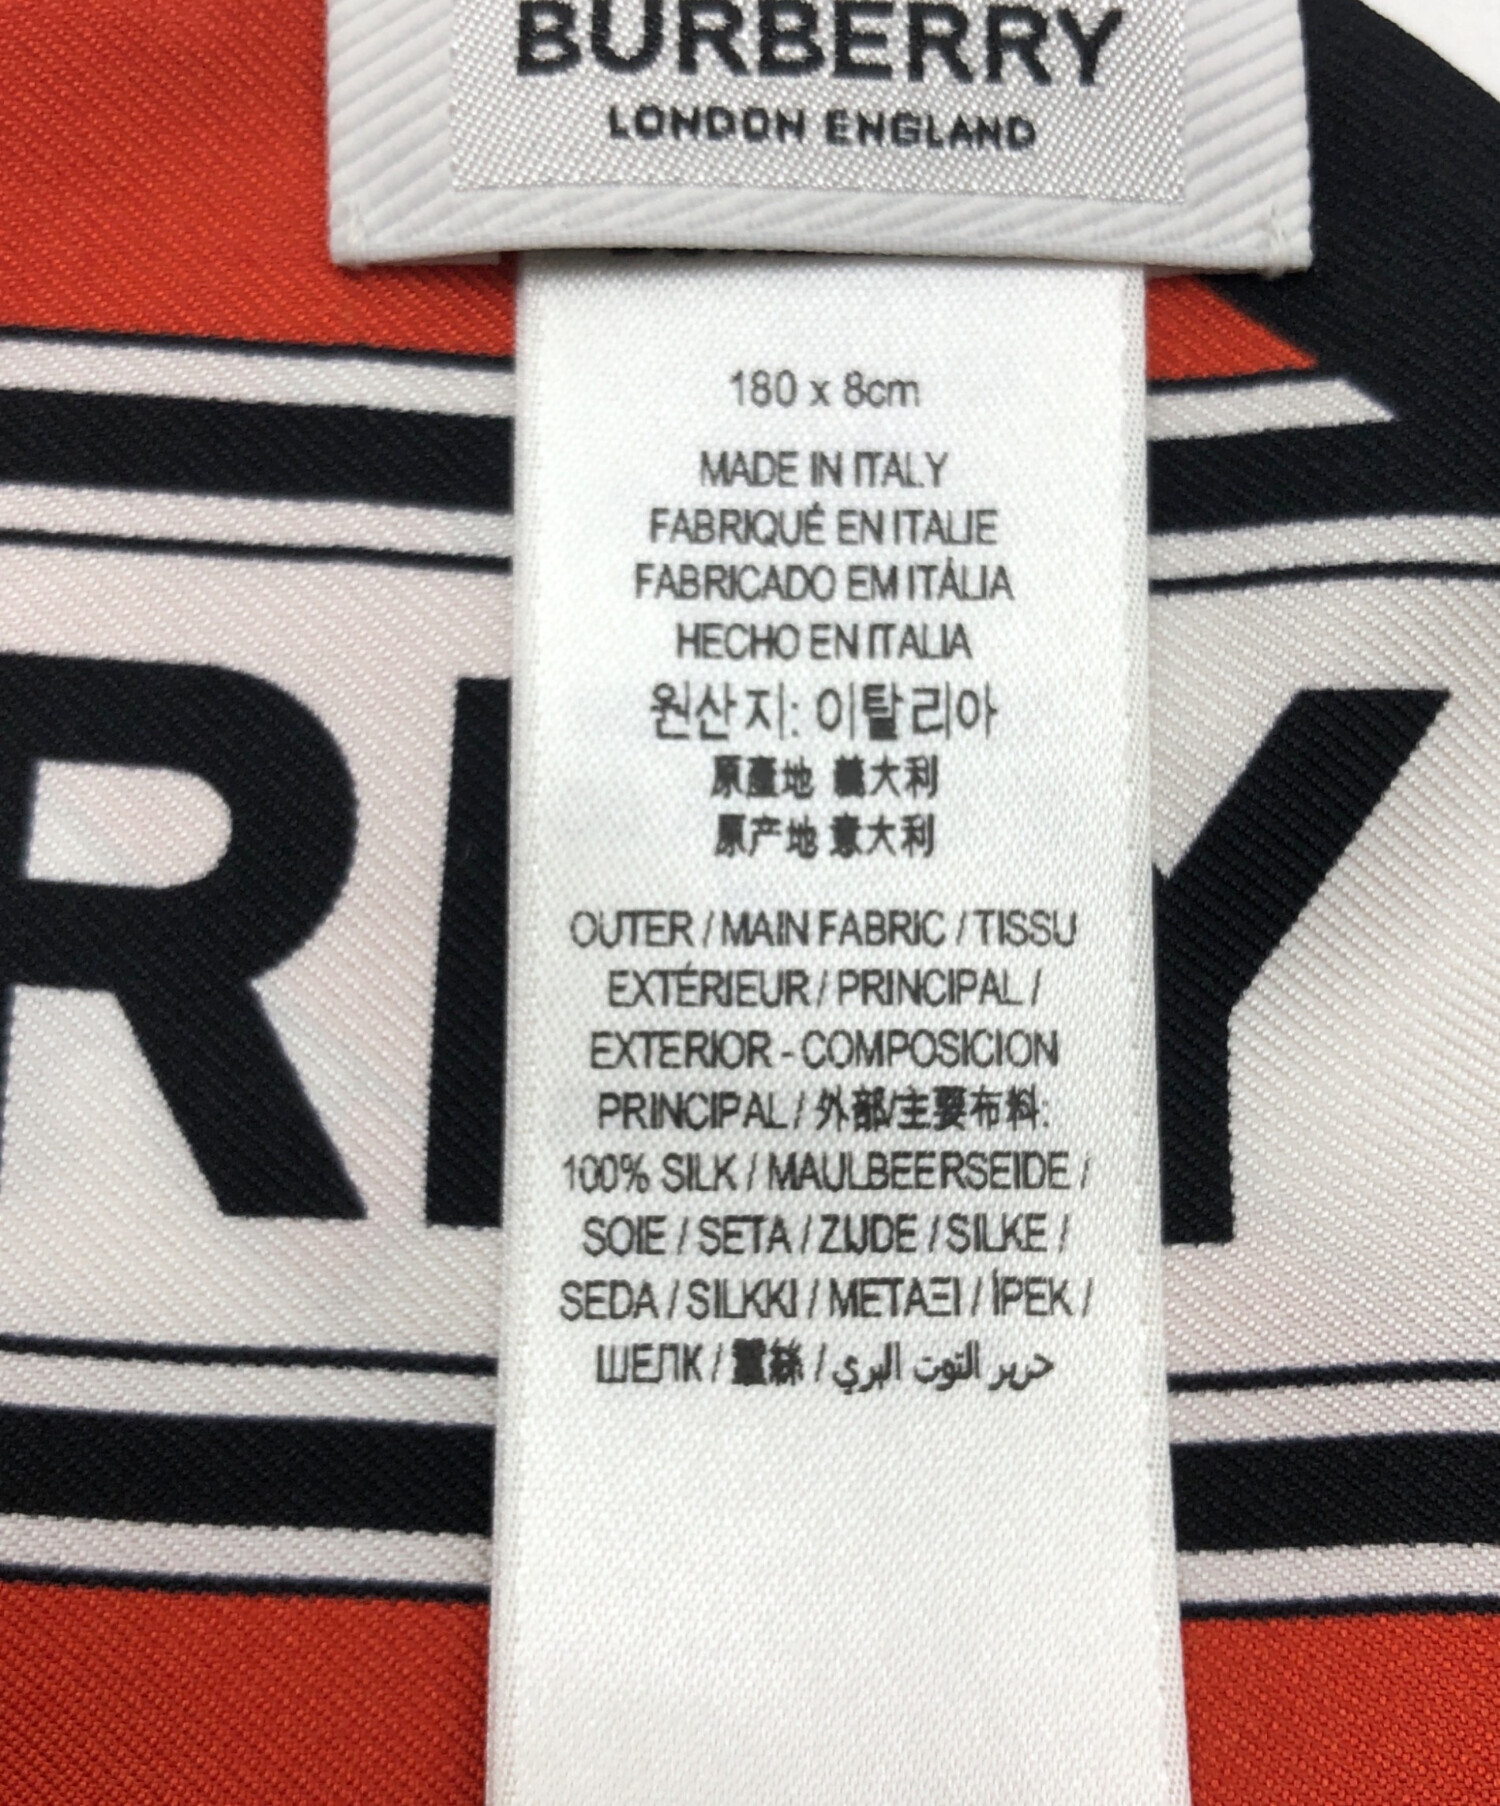 BURBERRY
LONDON ENGLAND
180 x 8cm
MADE IN ITALY
FABRIQUÉ EN ITALIE
FABRICADO EM ITÁLIA
HECHO EN ITALIA
원산지: 이탈리아
原產地 義大利
原产地 意大利
OUTER / MAIN FABRIC / TISSU
EXTÉRIEUR / PRINCIPAL /
EXTERIOR - COMPOSICION
PRINCIPAL / 外部/主要布料:
100% SILK / MAULBEERSEIDE /
SOIE / SETA / ZIJDE / SILKE /
SEDA / SILKKI / ΜΕΤΑΞΙ / İPEK /
ШЕЛК / 蠶絲 / حرير التوت البري
R Y